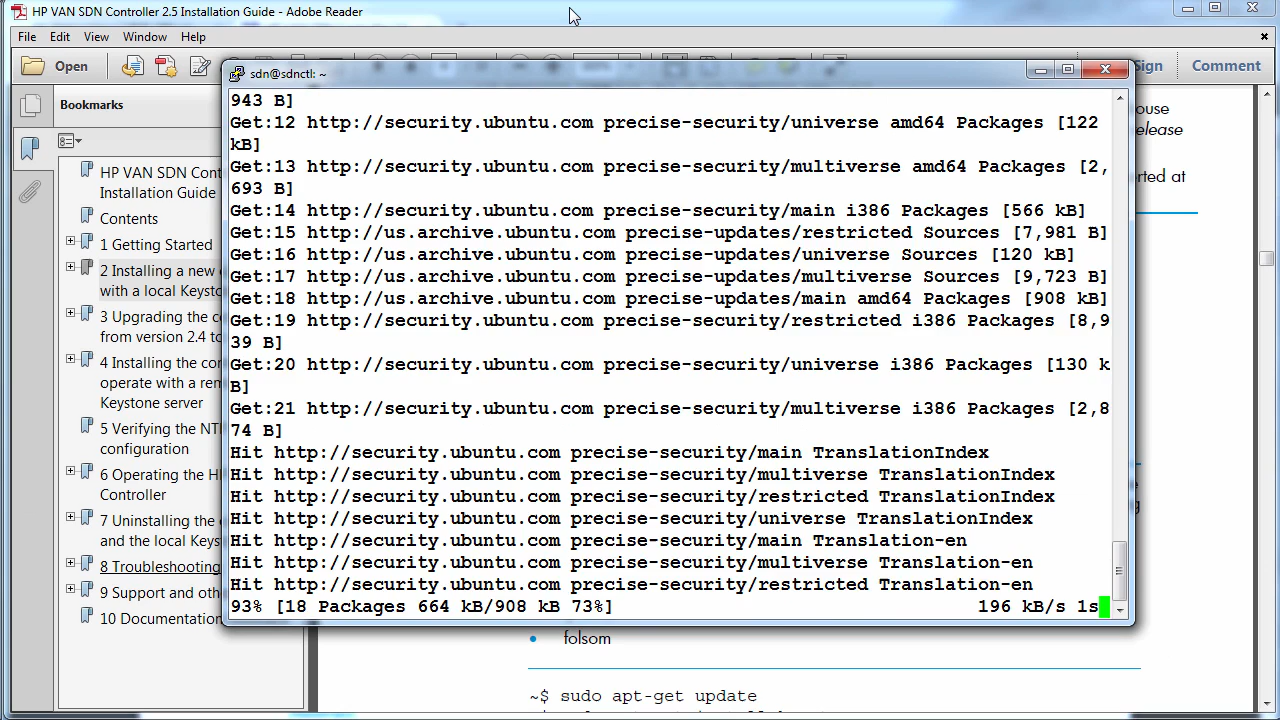 HP VAN SDN Controller 2.5 Installation Guide - Adobe Reader
File Edit View Window Help
Open
Sign
Comment
Bookmarks
HP VAN SDN Cont
Installation Guide
Contents
1 Getting Started
2 Installing a new
with a local Keysto
3 Upgrading the co
from version 2.4 to
4 Installing the con
operate with a rem
Keystone server
5 Verifying the NTP
configuration
6 Operating the HP
Controller
7 Uninstalling the
and the local Keys
8 Troubleshooting
9 Support and othe
10 Documentation
sdn@sdnctl: ~
943 B]
Get:12 http://security.ubuntu.com precise-security/universe amd64 Packages [122
kB]
Get:13 http://security.ubuntu.com precise-security/multiverse amd64 Packages [2,
693 B]
Get:14 http://security.ubuntu.com precise-security/main i386 Packages [566 kB]
Get:15 http://us.archive.ubuntu.com precise-updates/restricted Sources [7,981 B]
Get:16 http://us.archive.ubuntu.com precise-updates/universe Sources [120 kB]
Get:17 http://us.archive.ubuntu.com precise-updates/multiverse Sources [9,723 B]
Get:18 http://us.archive.ubuntu.com precise-updates/main amd64 Packages [908 kB]
Get:19 http://security.ubuntu.com precise-security/restricted i386 Packages [8,9
39 B]
Get:20 http://security.ubuntu.com precise-security/universe i386 Packages [130 k
B]
Get:21 http://security.ubuntu.com precise-security/multiverse i386 Packages [2,8
74 B]
Hit http://security.ubuntu.com precise-security/main TranslationIndex
Hit http://security.ubuntu.com precise-security/multiverse TranslationIndex
Hit http://security.ubuntu.com precise-security/restricted TranslationIndex
Hit http://security.ubuntu.com precise-security/universe TranslationIndex
Hit http://security.ubuntu.com precise-security/main Translation-en
Hit http://security.ubuntu.com precise-security/multiverse Translation-en
Hit http://security.ubuntu.com precise-security/restricted Translation-en
93% [18 Packages 664 kB/908 kB 73%] 196 kB/s 1s
ouse
elease
rted at
• folsom
~$ sudo apt-get update